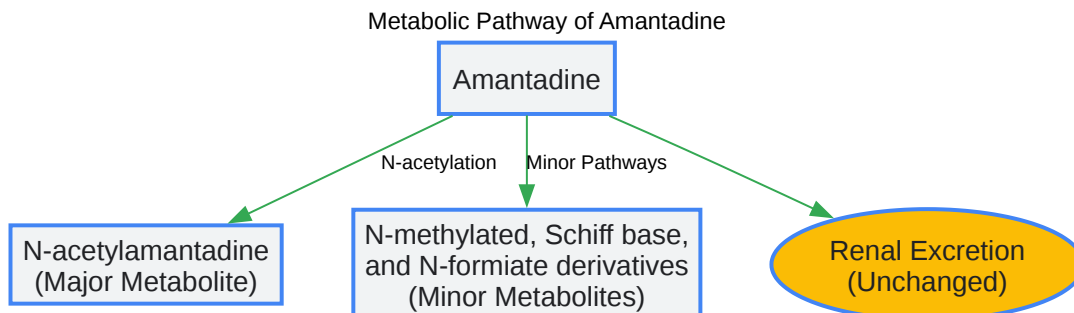 Metabolic Pathway of Amantadine
Amantadine
N-acetylation
Minor Pathways
N-acetylamantadine
(Major Metabolite)
N-methylated, Schiff base,
and N-formiate derivatives
(Minor Metabolites)
Renal Excretion
(Unchanged)